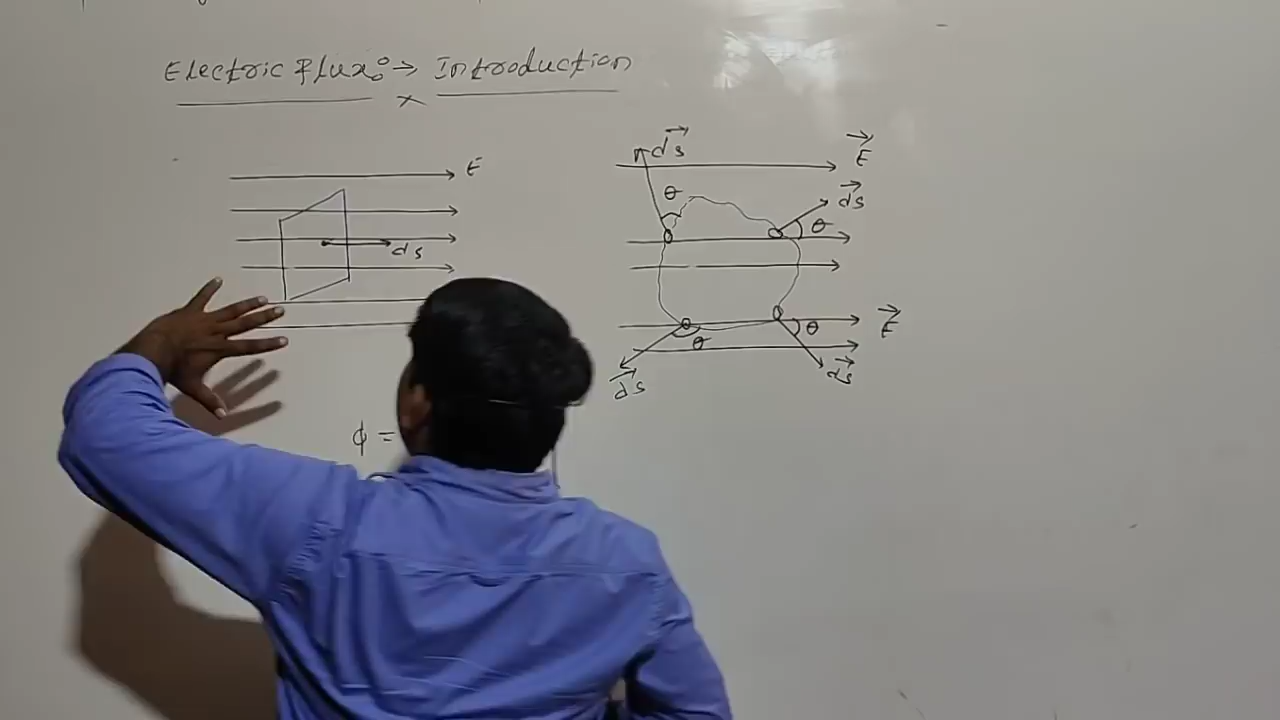 Electric flux:→ Introduction
x
E
ds
ds E
θ
ds
θ
E
θ
θ
ds
ds
ϕ =